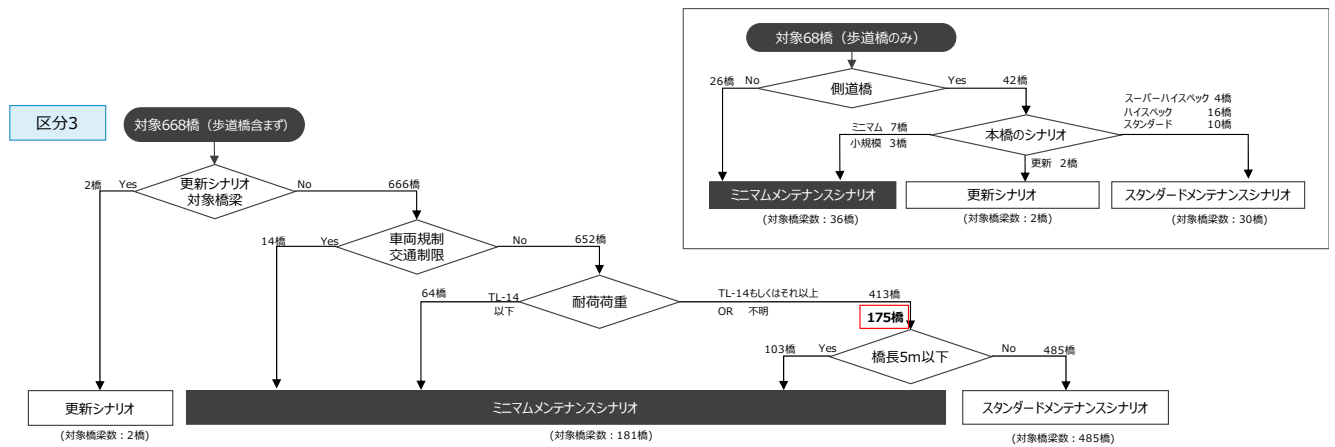 区分3
対象668橋（歩道橋含まず）
更新シナリオ
対象橋梁
2橋 Yes
No 666橋
車両規制
交通制限
14橋 Yes
No 652橋
耐荷荷重
64橋 TL-14
以下
TL-14もしくはそれ以上 413橋
OR 不明
175橋
橋長5m以下
103橋 Yes
No 485橋
更新シナリオ
(対象橋梁数：2橋)
ミニマムメンテナンスシナリオ
(対象橋梁数：181橋)
スタンダードメンテナンスシナリオ
(対象橋梁数：485橋)
対象68橋（歩道橋のみ）
側道橋
26橋 No
Yes 42橋
本橋のシナリオ
ミニマム 7橋
小規模 3橋
更新 2橋
スーパーハイスペック 4橋
ハイスペック 16橋
スタンダード 10橋
ミニマムメンテナンスシナリオ
(対象橋梁数：36橋)
更新シナリオ
(対象橋梁数：2橋)
スタンダードメンテナンスシナリオ
(対象橋梁数：30橋)